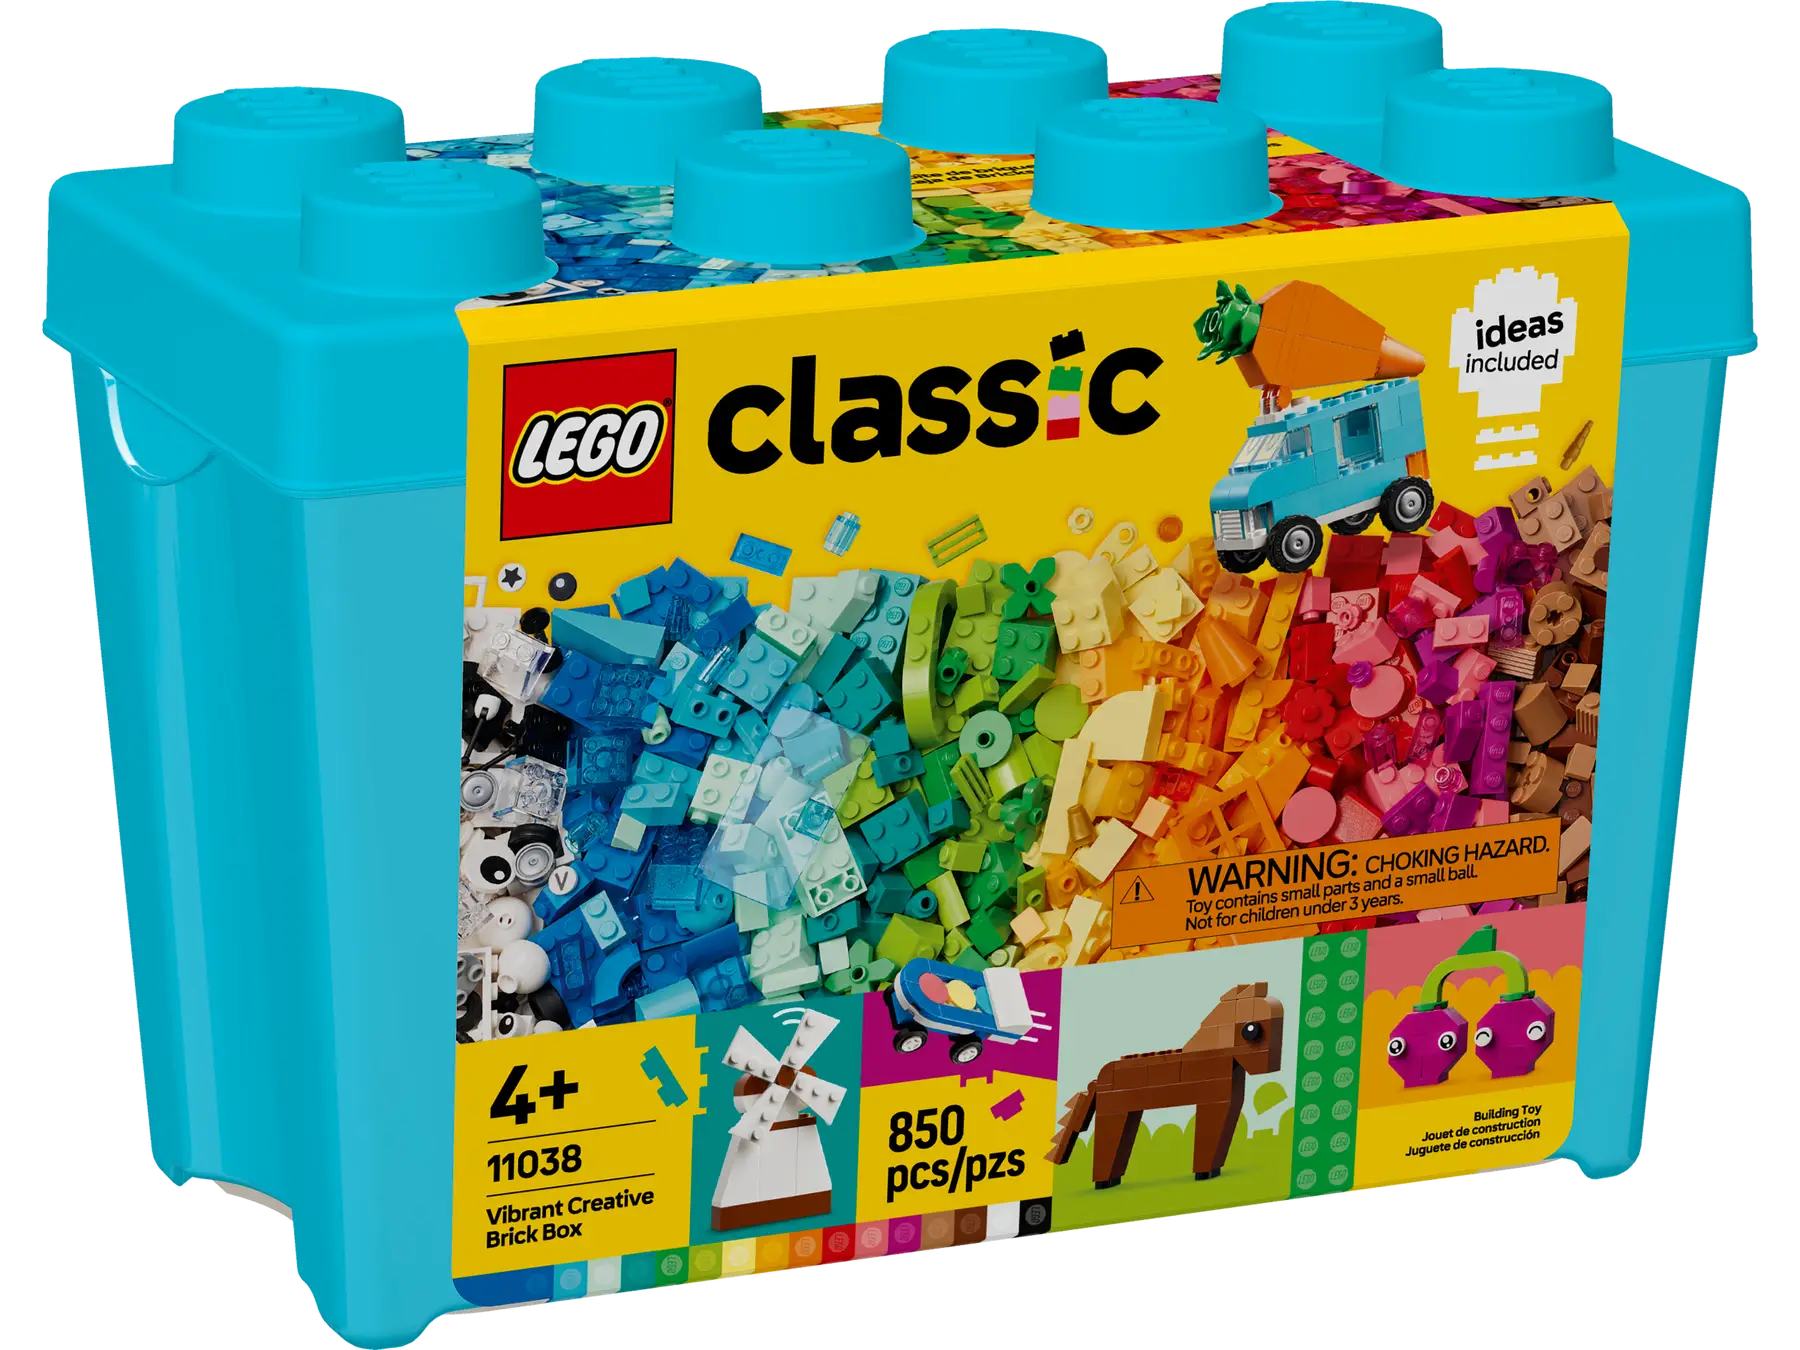 LEGO®
classic
ideas
included
WARNING: CHOKING HAZARD.
Toy contains small parts and a small ball.
Not for children under 3 years.
4+
11038
Vibrant Creative
Brick Box
850
pcs/pzs
Building Toy
Jouet de construction
Juguete de construcción
V